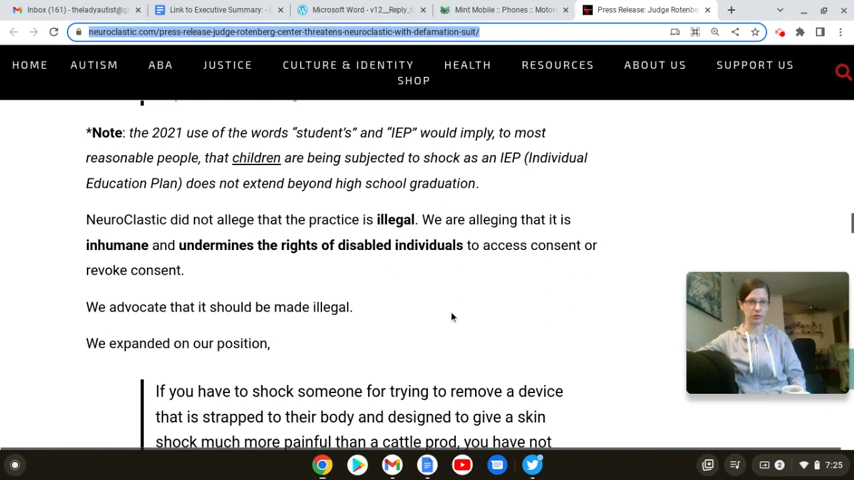 Inbox (161) - theladyautist@g
Link to Executive Summary: - G
Microsoft Word - v12__Reply_t
Mint Mobile :: Phones :: Motor
Press Release: Judge Rotenbe
neuroclastic.com/press-release-judge-rotenberg-center-threatens-neuroclastic-with-defamation-suit/
HOME AUTISM ABA JUSTICE CULTURE & IDENTITY HEALTH RESOURCES ABOUT US SUPPORT US
SHOP
*Note: the 2021 use of the words “student’s” and “IEP” would imply, to most
reasonable people, that children are being subjected to shock as an IEP (Individual
Education Plan) does not extend beyond high school graduation.
NeuroClastic did not allege that the practice is illegal. We are alleging that it is
inhumane and undermines the rights of disabled individuals to access consent or
revoke consent.
We advocate that it should be made illegal.
We expanded on our position,
If you have to shock someone for trying to remove a device
that is strapped to their body and designed to give a skin
shock much more painful than a cattle prod, you have not
2
7:25